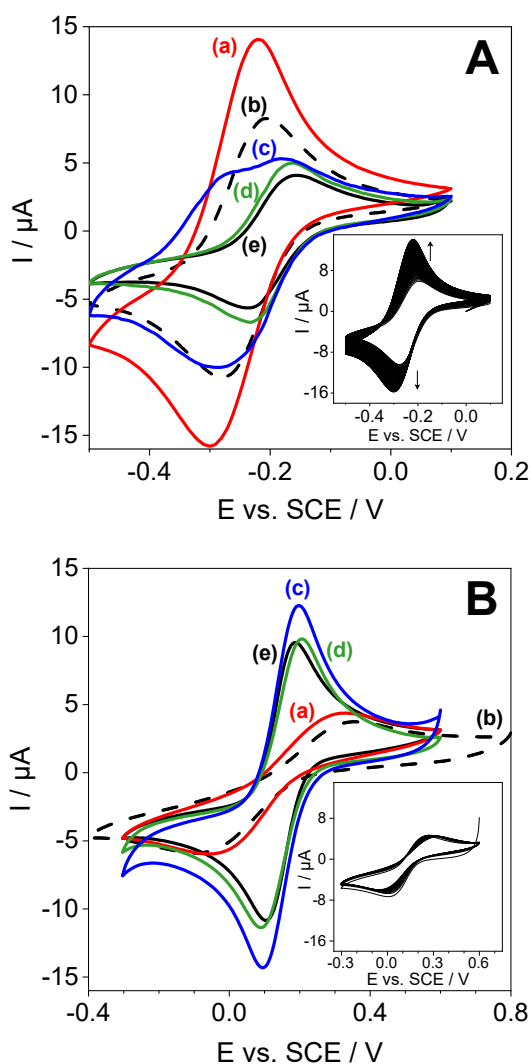 A
15
10
5
0
-5
-10
-15
I / µA
(a)
(b)
(c)
(d)
(e)
-0.4
-0.2
0.0
0.2
E vs. SCE / V
8
0
-8
-16
I / µA
-0.4
-0.2
0.0
E vs. SCE / V
B
15
10
5
0
-5
-10
-15
I / µA
(c)
(e)
(d)
(a)
(b)
-0.4
0.0
0.4
0.8
E vs. SCE / V
8
0
-8
-16
I / µA
-0.3
0.0
0.3
0.6
E vs. SCE / V